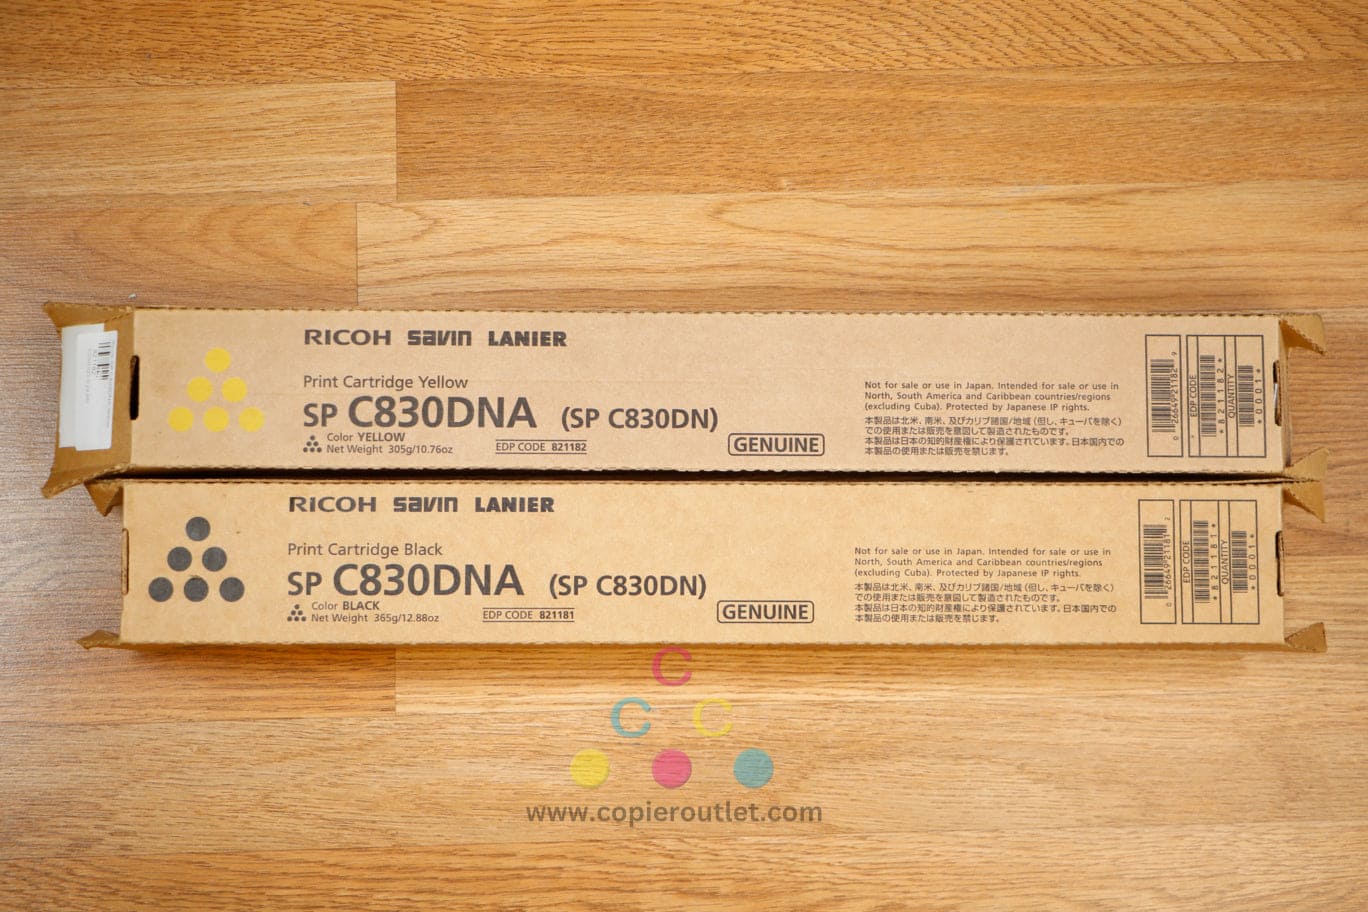 RICOH savin LANIER
Print Cartridge Yellow
SP C830DNA (SP C830DN)
Color YELLOW
Net Weight 305g/10.76oz
EDP CODE 821182
GENUINE
Not for sale or use in Japan. Intended for sale or use in
North, South America and Caribbean countries/regions
(excluding Cuba). Protected by Japanese IP rights.
本製品は北米、南米、及びカリブ諸国/地域（但し、キューバを除く）
での使用または販売を意図して製造されたものです。
本製品は日本の知的財産権により保護されています。日本国内での
本製品の使用または販売を禁じます。
0 26649 21182 9
EDP CODE
*821182*
QUANTITY
*0001*
RICOH savin LANIER
Print Cartridge Black
SP C830DNA (SP C830DN)
Color BLACK
Net Weight 365g/12.88oz
EDP CODE 821181
GENUINE
Not for sale or use in Japan. Intended for sale or use in
North, South America and Caribbean countries/regions
(excluding Cuba). Protected by Japanese IP rights.
本製品は北米、南米、及びカリブ諸国/地域（但し、キューバを除く）
での使用または販売を意図して製造されたものです。
本製品は日本の知的財産権により保護されています。日本国内での
本製品の使用または販売を禁じます。
0 26649 21181 2
EDP CODE
*821181*
QUANTITY
*0001*
C
C C
www.copieroutlet.com